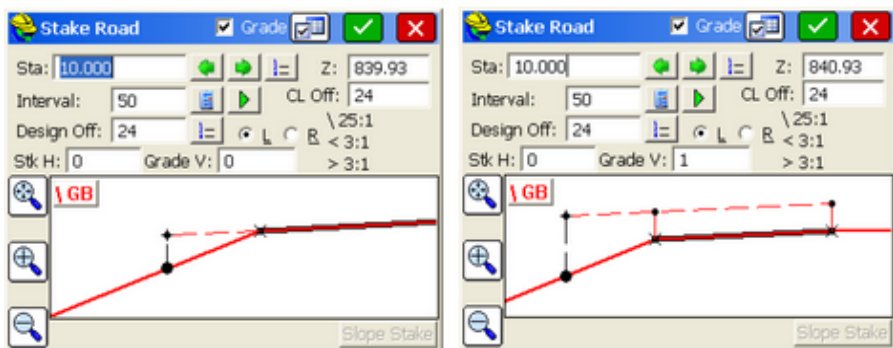 Stake Road Grade
Sta: 10.000 Z: 839.93
Interval: 50 CL Off: 24
Design Off: 24 L R \ 25:1
< 3:1
Stk H: 0 Grade V: 0 > 3:1
\ GB
Slope Stake
Stake Road Grade
Sta: 10.000 Z: 840.93
Interval: 50 CL Off: 24
Design Off: 24 L R \ 25:1
< 3:1
Stk H: 0 Grade V: 1 > 3:1
\ GB
Slope Stake